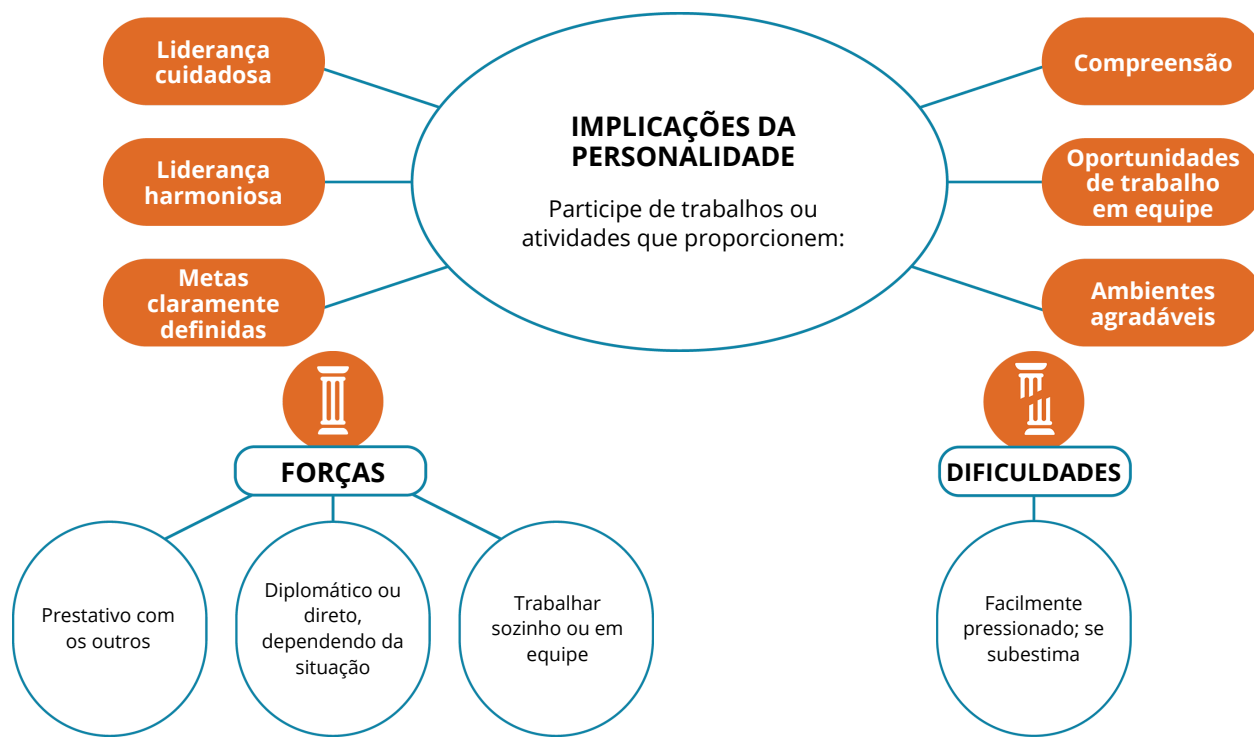 Liderança
cuidadosa
Liderança
harmoniosa
Metas
claramente
definidas
IMPLICAÇÕES DA
PERSONALIDADE
Participe de trabalhos ou
atividades que proporcionem:
Compreensão
Oportunidades
de trabalho
em equipe
Ambientes
agradáveis
FORÇAS
Prestativo com
os outros
Diplomático ou
direto,
dependendo da
situação
Trabalhar
sozinho ou em
equipe
DIFICULDADES
Facilmente
pressionado; se
subestima